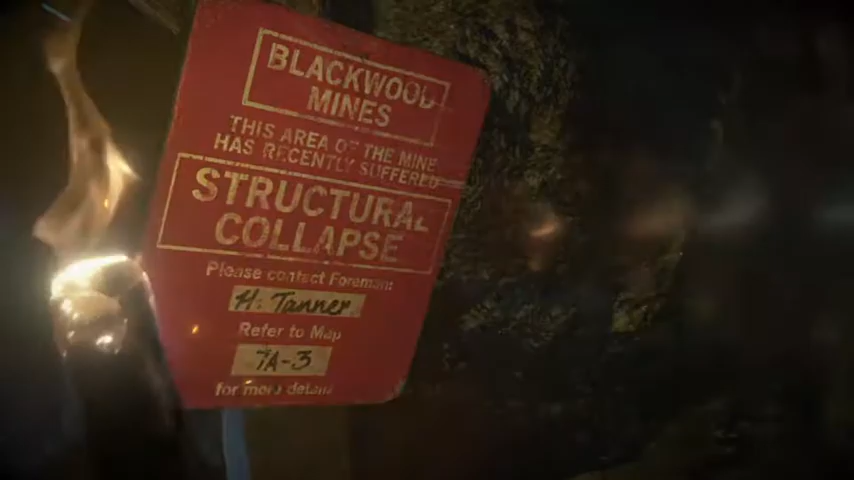 BLACKWOOD
MINES
THIS AREA OF THE MINE
HAS RECENTLY SUFFERED
STRUCTURAL
COLLAPSE
Please contact Foreman:
H. Tanner
Refer to Map
7A-3
for more details